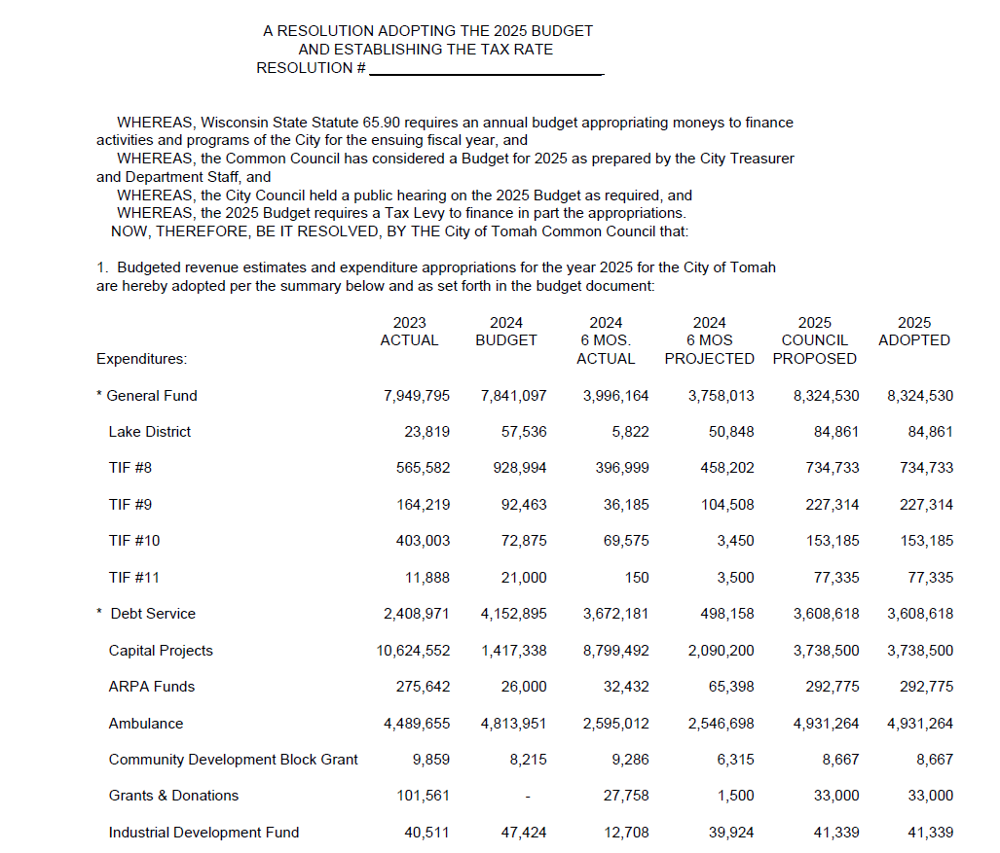 A RESOLUTION ADOPTING THE 2025 BUDGET
AND ESTABLISHING THE TAX RATE
RESOLUTION #
WHEREAS, Wisconsin State Statute 65.90 requires an annual budget appropriating moneys to finance
activities and programs of the City for the ensuing fiscal year, and
WHEREAS, the Common Council has considered a Budget for 2025 as prepared by the City Treasurer
and Department Staff, and
WHEREAS, the City Council held a public hearing on the 2025 Budget as required, and
WHEREAS, the 2025 Budget requires a Tax Levy to finance in part the appropriations.
NOW, THEREFORE, BE IT RESOLVED, BY THE City of Tomah Common Council that:
1. Budgeted revenue estimates and expenditure appropriations for the year 2025 for the City of Tomah
are hereby adopted per the summary below and as set forth in the budget document:
2023 2024 2024 2024 2025 2025
ACTUAL BUDGET 6 MOS. 6 MOS COUNCIL ADOPTED
Expenditures: ACTUAL PROJECTED PROPOSED
* General Fund 7,949,795 7,841,097 3,996,164 3,758,013 8,324,530 8,324,530
Lake District 23,819 57,536 5,822 50,848 84,861 84,861
TIF #8 565,582 928,994 396,999 458,202 734,733 734,733
TIF #9 164,219 92,463 36,185 104,508 227,314 227,314
TIF #10 403,003 72,875 69,575 3,450 153,185 153,185
TIF #11 11,888 21,000 150 3,500 77,335 77,335
* Debt Service 2,408,971 4,152,895 3,672,181 498,158 3,608,618 3,608,618
Capital Projects 10,624,552 1,417,338 8,799,492 2,090,200 3,738,500 3,738,500
ARPA Funds 275,642 26,000 32,432 65,398 292,775 292,775
Ambulance 4,489,655 4,813,951 2,595,012 2,546,698 4,931,264 4,931,264
Community Development Block Grant 9,859 8,215 9,286 6,315 8,667 8,667
Grants & Donations 101,561 - 27,758 1,500 33,000 33,000
Industrial Development Fund 40,511 47,424 12,708 39,924 41,339 41,339